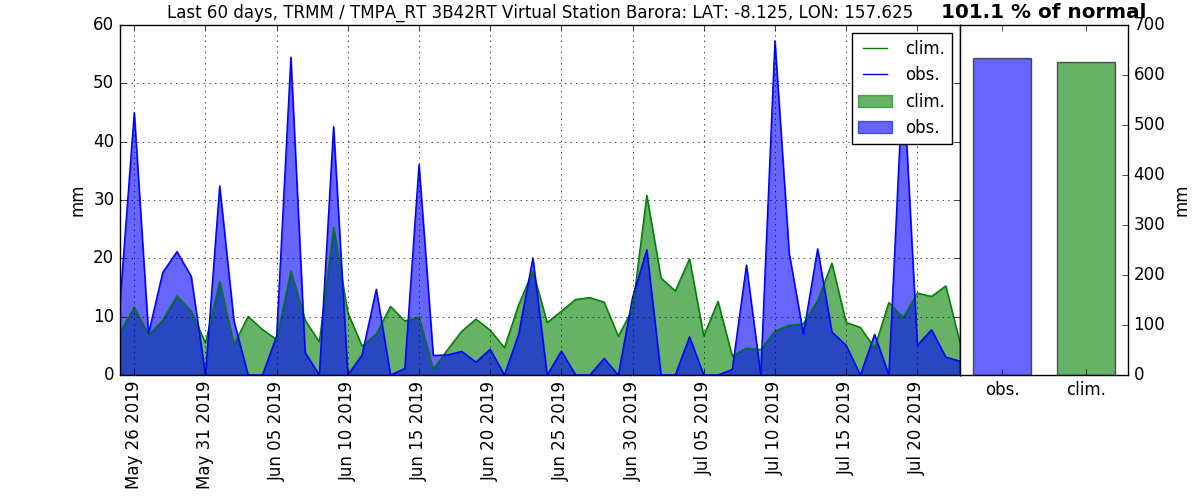 Last 60 days, TRMM / TMPA_RT 3B42RT Virtual Station Barora: LAT: -8.125, LON: 157.625
101.1 % of normal
60
50
40
30
20
10
0
mm
clim.
obs.
clim.
obs.
700
600
500
400
300
200
100
0
mm
obs.
clim.
May 26 2019
May 31 2019
Jun 05 2019
Jun 10 2019
Jun 15 2019
Jun 20 2019
Jun 25 2019
Jun 30 2019
Jul 05 2019
Jul 10 2019
Jul 15 2019
Jul 20 2019